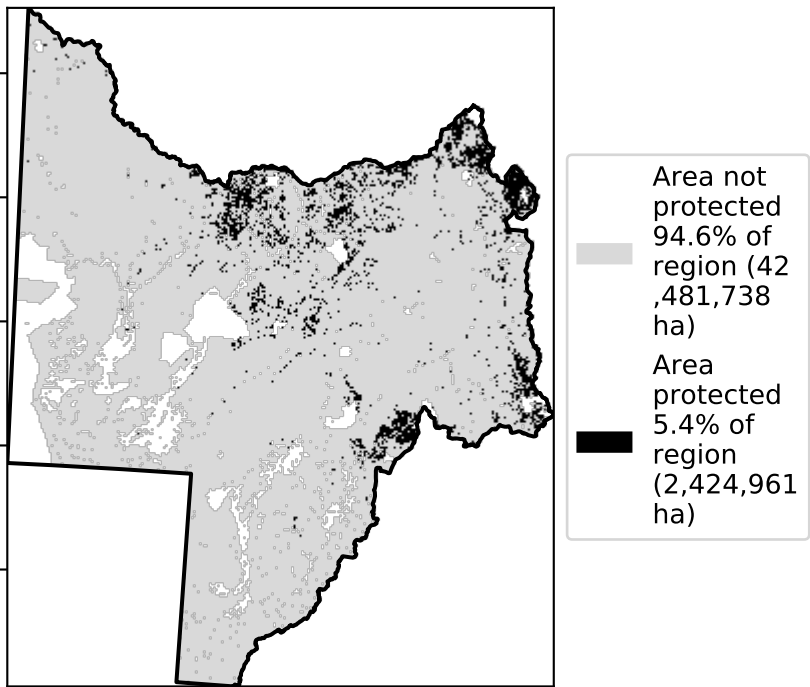 Area not
protected
94.6% of
region (42
,481,738
ha)
Area
protected
5.4% of
region
(2,424,961
ha)